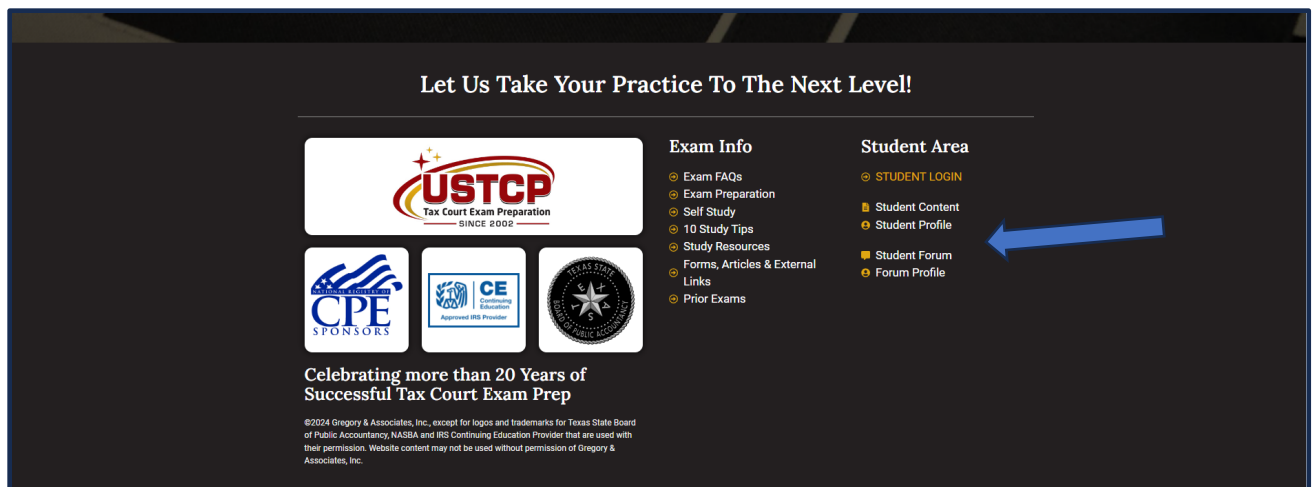 Let Us Take Your Practice To The Next Level!
USTCP
Tax Court Exam Preparation
SINCE 2002
NATIONAL REGISTRY OF
CPE
SPONSORS
CE
Continuing
Education
Approved IRS Provider
TEXAS STATE
BOARD OF PUBLIC ACCOUNTANCY
TEXAS
Celebrating more than 20 Years of
Successful Tax Court Exam Prep
©2024 Gregory & Associates, Inc., except for logos and trademarks for Texas State Board
of Public Accountancy, NASBA and IRS Continuing Education Provider that are used with
their permission. Website content may not be used without permission of Gregory &
Associates, Inc.
Exam Info
Exam FAQs
Exam Preparation
Self Study
10 Study Tips
Study Resources
Forms, Articles & External
Links
Prior Exams
Student Area
STUDENT LOGIN
Student Content
Student Profile
Student Forum
Forum Profile